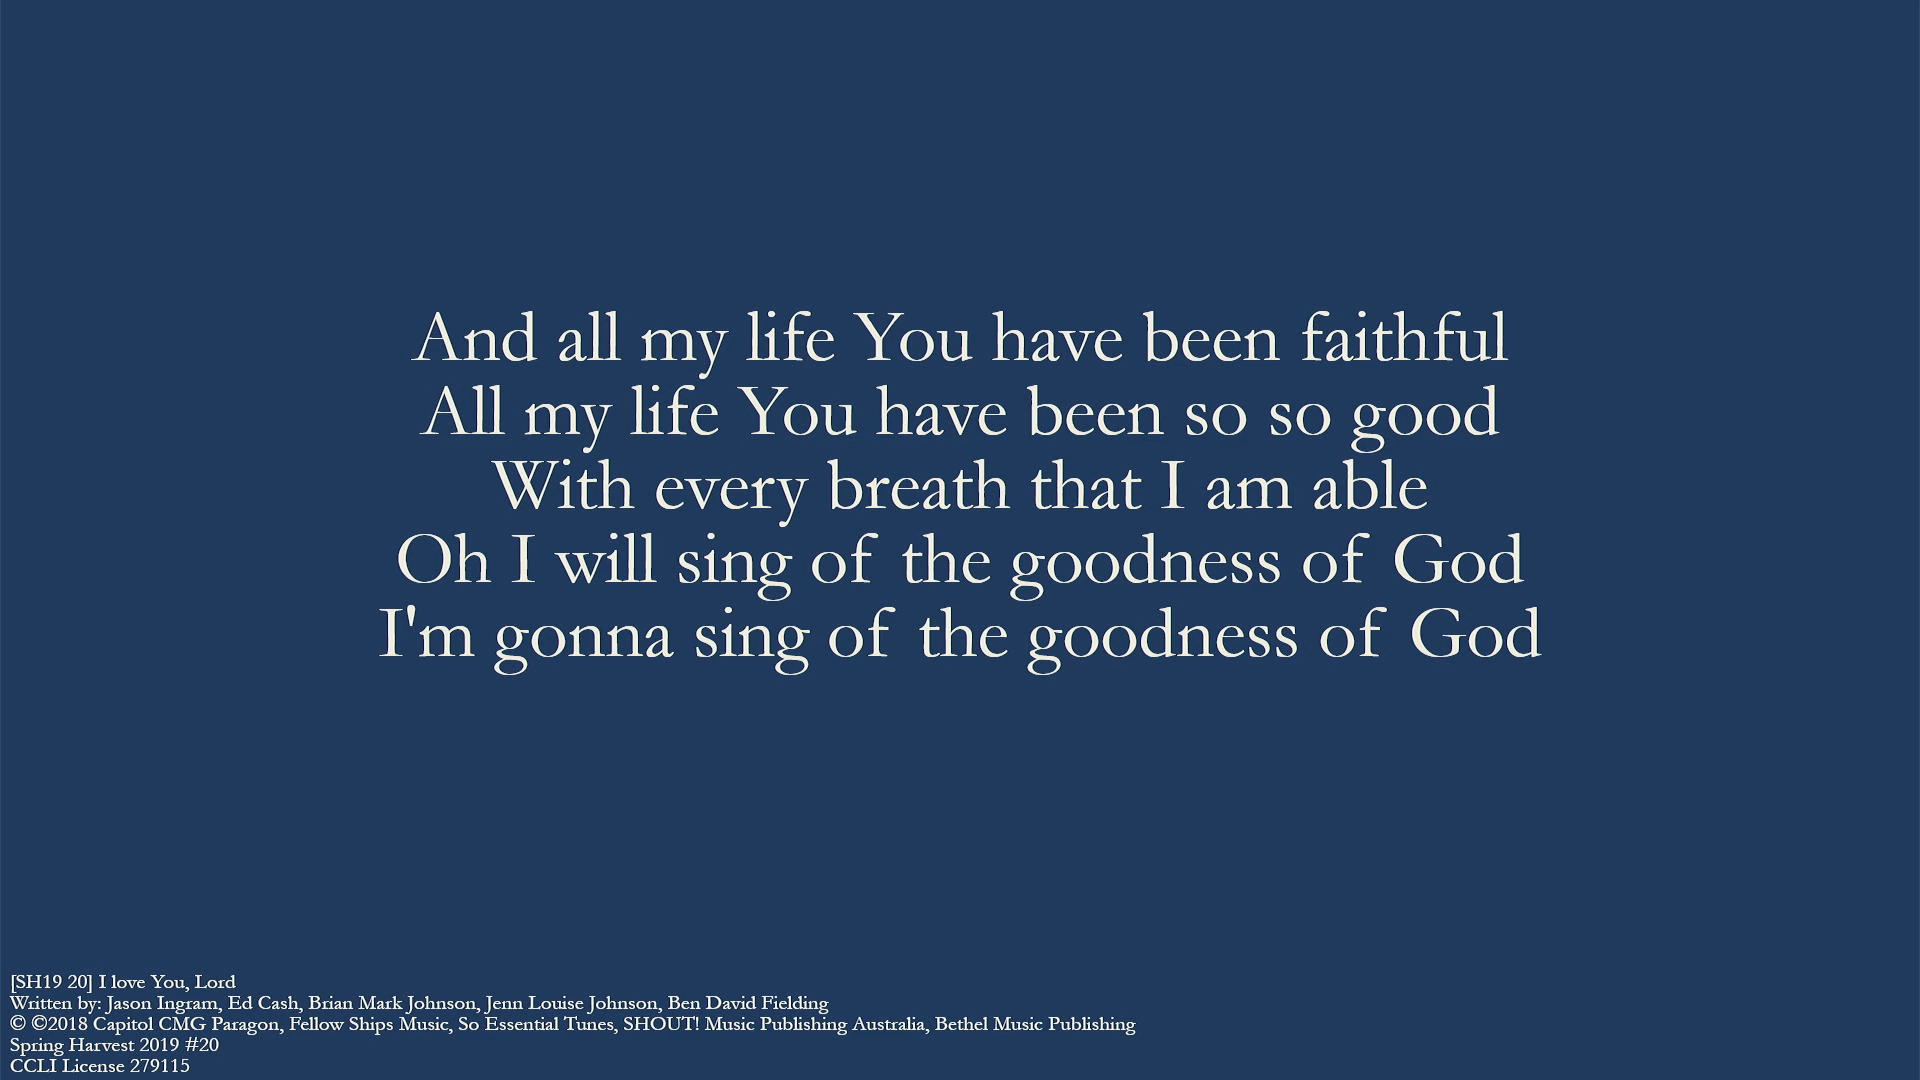 And all my life You have been faithful
All my life You have been so so good
With every breath that I am able
Oh I will sing of the goodness of God
I'm gonna sing of the goodness of God
[SH19 20] I love You, Lord
Written by: Jason Ingram, Ed Cash, Brian Mark Johnson, Jenn Louise Johnson, Ben David Fielding
© ©2018 Capitol CMG Paragon, Fellow Ships Music, So Essential Tunes, SHOUT! Music Publishing Australia, Bethel Music Publishing
Spring Harvest 2019 #20
CCLI License 279115